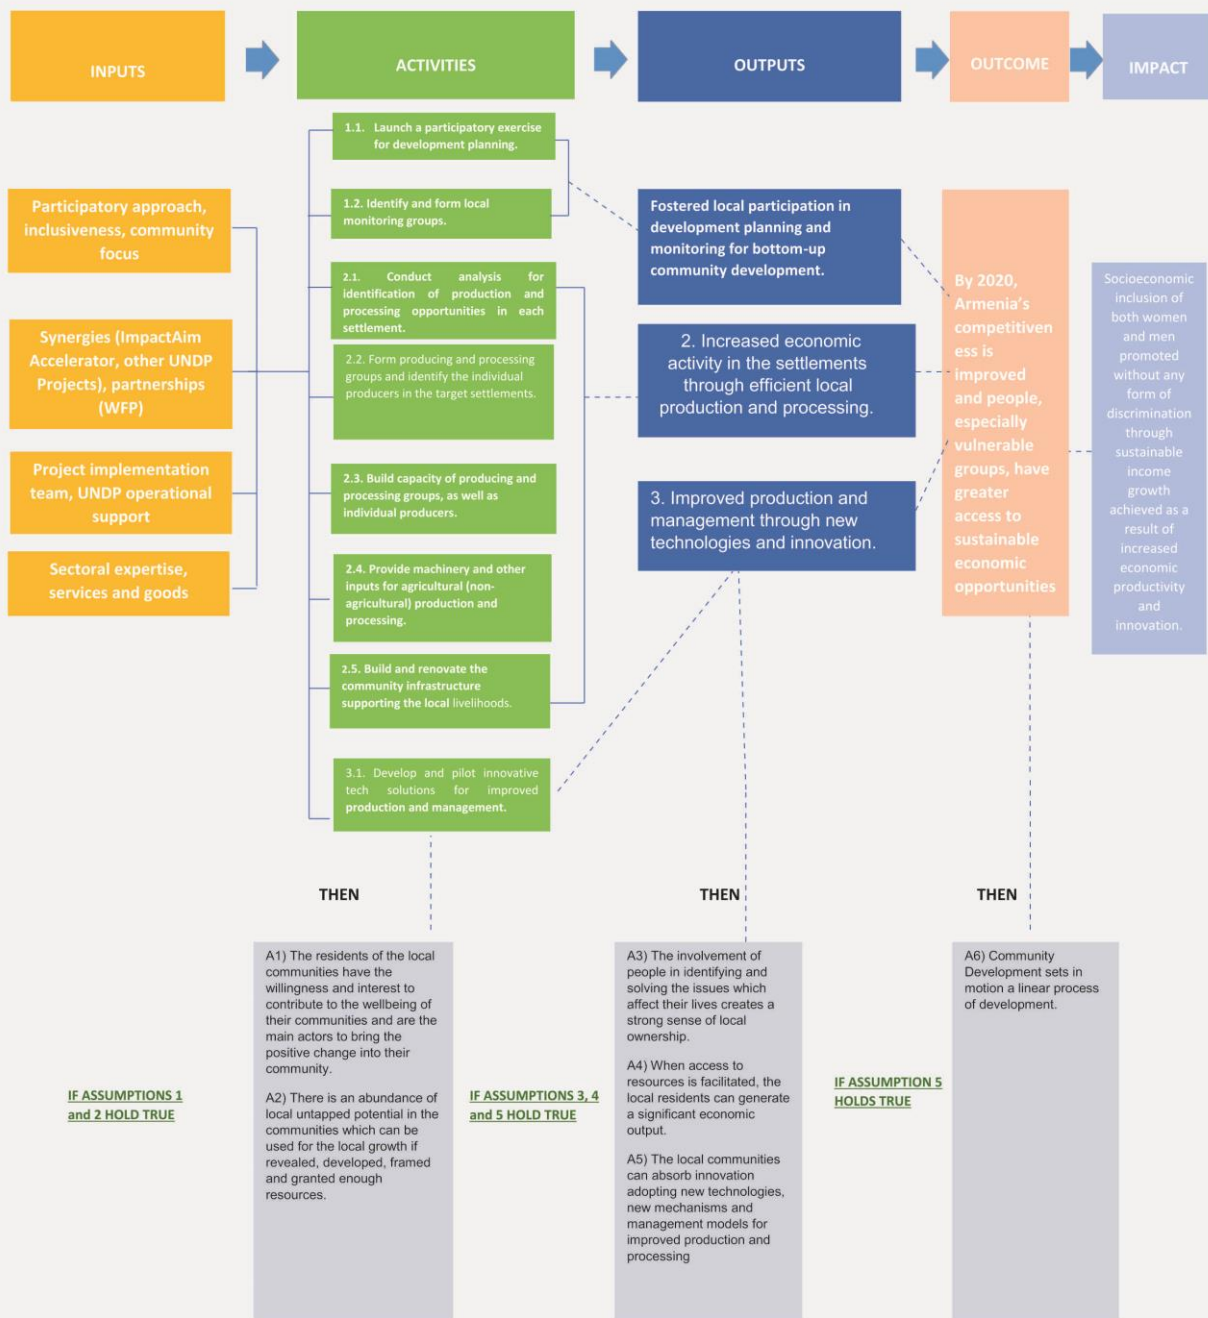 INPUTS
ACTIVITIES
OUTPUTS
OUTCOME
IMPACT
Participatory approach,
inclusiveness, community
focus
Synergies (ImpactAim
Accelerator, other UNDP
Projects), partnerships
(WFP)
Project implementation
team, UNDP operational
support
Sectoral expertise,
services and goods
1.1. Launch a participatory exercise
for development planning.
1.2. Identify and form local
monitoring groups.
2.1. Conduct analysis for
identification of production and
processing opportunities in each
settlement.
2.2. Form producing and processing
groups and identify the individual
producers in the target settlements.
2.3. Build capacity of producing and
processing groups, as well as
individual producers.
2.4. Provide machinery and other
inputs for agricultural (non-
agricultural) production and
processing.
2.5. Build and renovate the
community infrastructure
supporting the local livelihoods.
3.1. Develop and pilot innovative
tech solutions for improved
production and management.
Fostered local participation in
development planning and
monitoring for bottom-up
community development.
2. Increased economic
activity in the settlements
through efficient local
production and processing.
3. Improved production and
management through new
technologies and innovation.
By 2020,
Armenia's
competitiven
ess is
improved
and people,
especially
vulnerable
groups, have
greater
access to
sustainable
economic
opportunities
Socioeconomic
inclusion of
both women
and men
promoted
without any
form of
discrimination
through
sustainable
income
growth
achieved as a
result of
increased
economic
productivity
and
innovation.
THEN
THEN
THEN
IF ASSUMPTIONS 1
and 2 HOLD TRUE
A1) The residents of the local
communities have the
willingness and interest to
contribute to the wellbeing of
their communities and are the
main actors to bring the
positive change into their
community.
A2) There is an abundance of
local untapped potential in the
communities which can be
used for the local growth if
revealed, developed, framed
and granted enough
resources.
IF ASSUMPTIONS 3, 4
and 5 HOLD TRUE
A3) The involvement of
people in identifying and
solving the issues which
affect their lives creates a
strong sense of local
ownership.
A4) When access to
resources is facilitated, the
local residents can generate
a significant economic
output.
A5) The local communities
can absorb innovation
adopting new technologies,
new mechanisms and
management models for
improved production and
processing
IF ASSUMPTION 5
HOLDS TRUE
A6) Community
Development sets in
motion a linear process
of development.